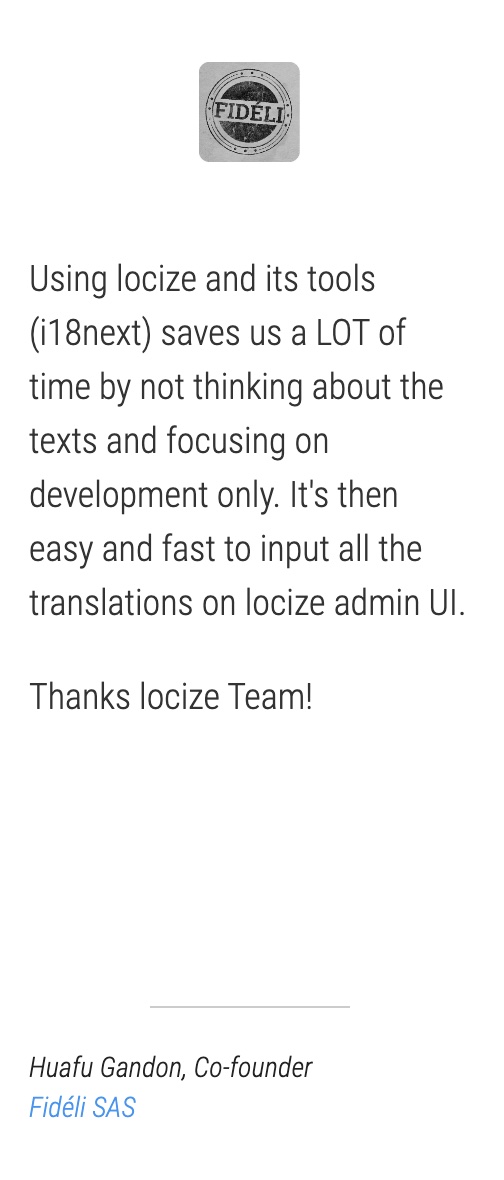 FIDÉLI
Using locize and its tools
(i18next) saves us a LOT of
time by not thinking about the
texts and focusing on
development only. It's then
easy and fast to input all the
translations on locize admin UI.
Thanks locize Team!
Huafu Gandon, Co-founder
Fidéli SAS